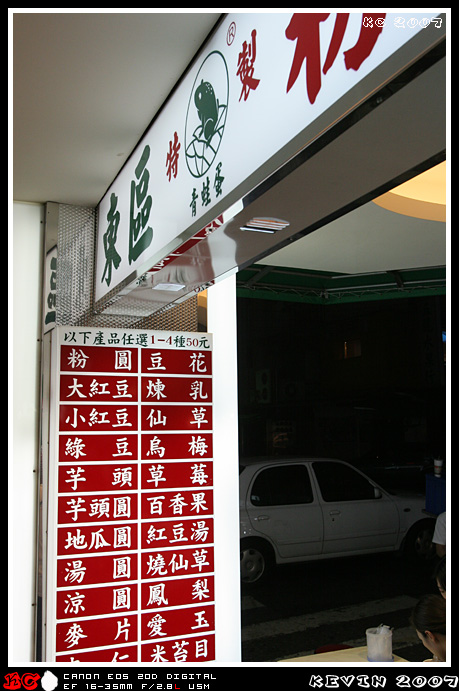 KC 2007
東區
特製
®
粉
青蛙蛋
以下產品任選1-4種50元
粉圓 豆花
大紅豆 煉乳
小紅豆 仙草
綠豆 烏梅
芋頭 草莓
芋頭圓 百香果
地瓜圓 紅豆湯
湯圓 燒仙草
涼圓 鳳梨
麥片 愛玉
仁 米苔目
KC
CANON EOS 20D DIGITAL
EF 16-35MM F/2.8L USM
KEVIN 2007